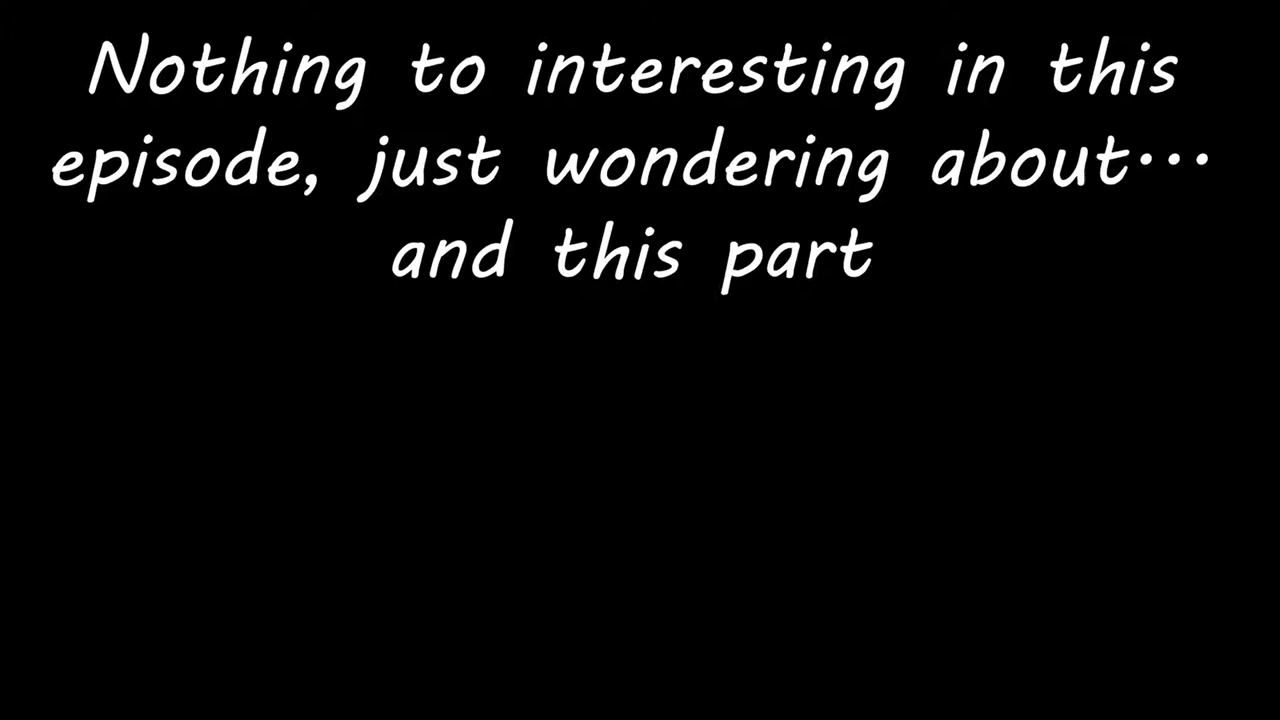 Nothing to interesting in this
episode, just wondering about...
and this part